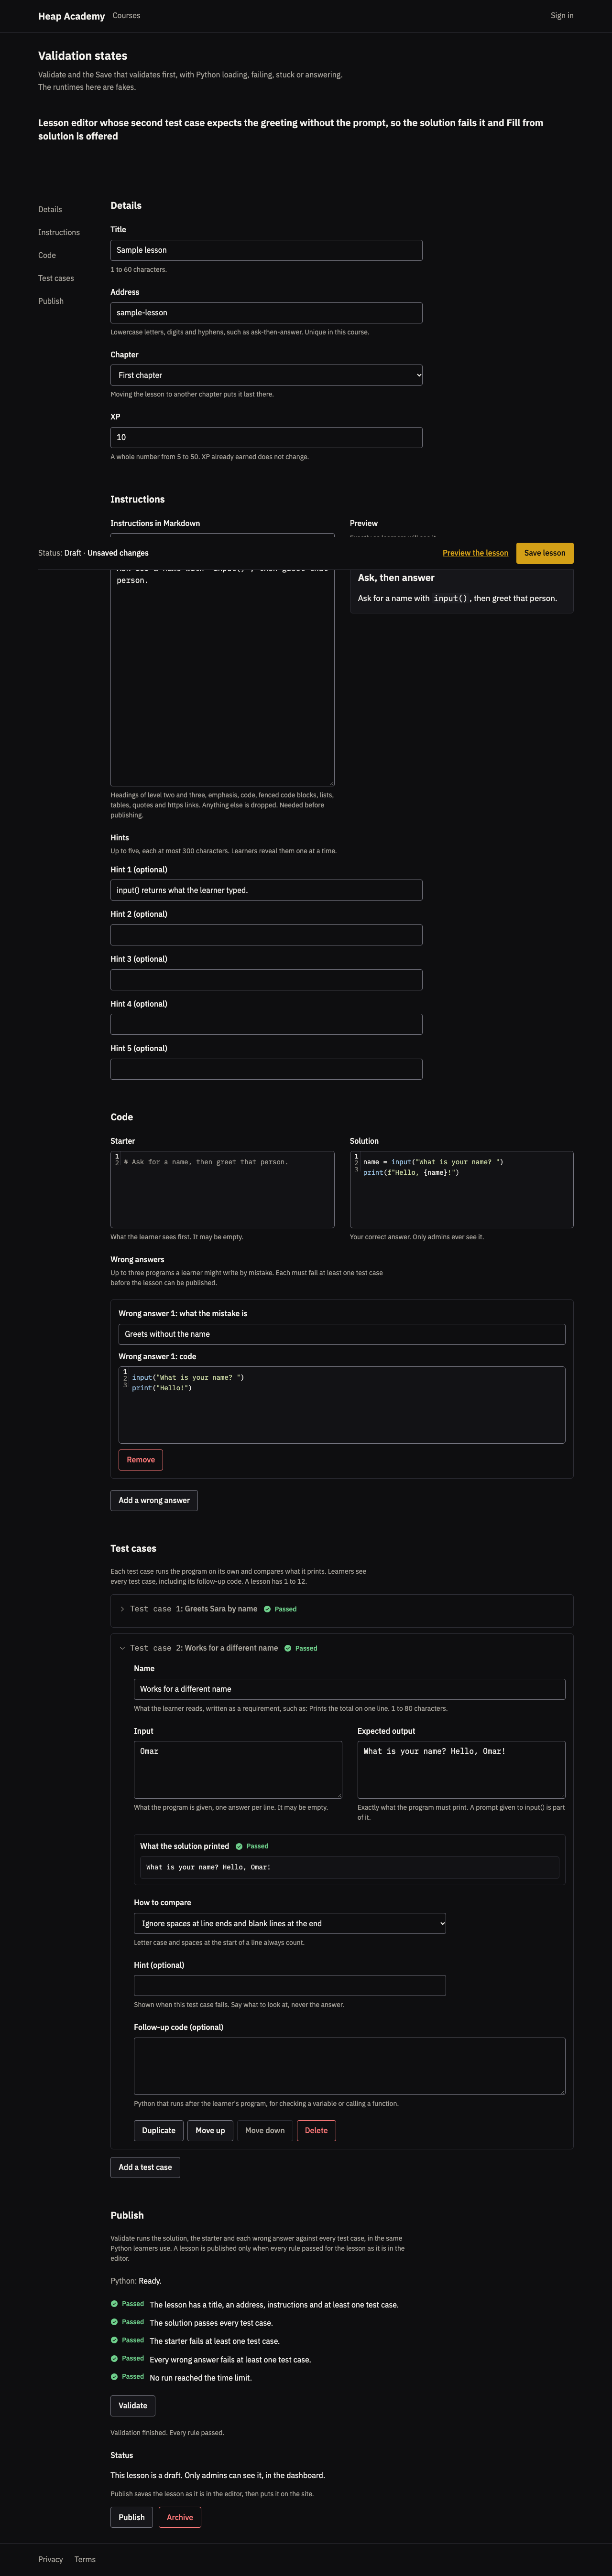 Heap Academy
Courses
Sign in
Validation states
Validate and the Save that validates first, with Python loading, failing, stuck or answering.
The runtimes here are fakes.
Lesson editor whose second test case expects the greeting without the prompt, so the solution fails it and Fill from
solution is offered
Details
Instructions
Code
Test cases
Publish
Details
Title
Sample lesson
1 to 60 characters.
Address
sample-lesson
Lowercase letters, digits and hyphens, such as ask-then-answer. Unique in this course.
Chapter
First chapter
Moving the lesson to another chapter puts it last there.
XP
10
A whole number from 5 to 50. XP already earned does not change.
Instructions
Instructions in Markdown
Preview
Status: Draft · Unsaved changes
Preview the lesson
Save lesson
person.
Ask, then answer
Ask for a name with input(), then greet that person.
Headings of level two and three, emphasis, code, fenced code blocks, lists,
tables, quotes and https links. Anything else is dropped. Needed before
publishing.
Hints
Up to five, each at most 300 characters. Learners reveal them one at a time.
Hint 1 (optional)
input() returns what the learner typed.
Hint 2 (optional)
Hint 3 (optional)
Hint 4 (optional)
Hint 5 (optional)
Code
Starter
1
2
# Ask for a name, then greet that person.
What the learner sees first. It may be empty.
Solution
1
2
3
name = input("What is your name? ")
print(f"Hello, {name}!")
Your correct answer. Only admins ever see it.
Wrong answers
Up to three programs a learner might write by mistake. Each must fail at least one test case
before the lesson can be published.
Wrong answer 1: what the mistake is
Greets without the name
Wrong answer 1: code
1
2
3
input("What is your name? ")
print("Hello!")
Remove
Add a wrong answer
Test cases
Each test case runs the program on its own and compares what it prints. Learners see
every test case, including its follow-up code. A lesson has 1 to 12.
Test case 1: Greets Sara by name Passed
Test case 2: Works for a different name Passed
Name
Works for a different name
What the learner reads, written as a requirement, such as: Prints the total on one line. 1 to 80 characters.
Input
Omar
What the program is given, one answer per line. It may be empty.
Expected output
What is your name? Hello, Omar!
Exactly what the program must print. A prompt given to input() is part
of it.
What the solution printed Passed
What is your name? Hello, Omar!
How to compare
Ignore spaces at line ends and blank lines at the end
Letter case and spaces at the start of a line always count.
Hint (optional)
Shown when this test case fails. Say what to look at, never the answer.
Follow-up code (optional)
Python that runs after the learner's program, for checking a variable or calling a function.
Duplicate
Move up
Move down
Delete
Add a test case
Publish
Validate runs the solution, the starter and each wrong answer against every test case, in the same
Python learners use. A lesson is published only when every rule passed for the lesson as it is in the
editor.
Python: Ready.
Passed The lesson has a title, an address, instructions and at least one test case.
Passed The solution passes every test case.
Passed The starter fails at least one test case.
Passed Every wrong answer fails at least one test case.
Passed No run reached the time limit.
Validate
Validation finished. Every rule passed.
Status
This lesson is a draft. Only admins can see it, in the dashboard.
Publish saves the lesson as it is in the editor, then puts it on the site.
Publish
Archive
Privacy
Terms